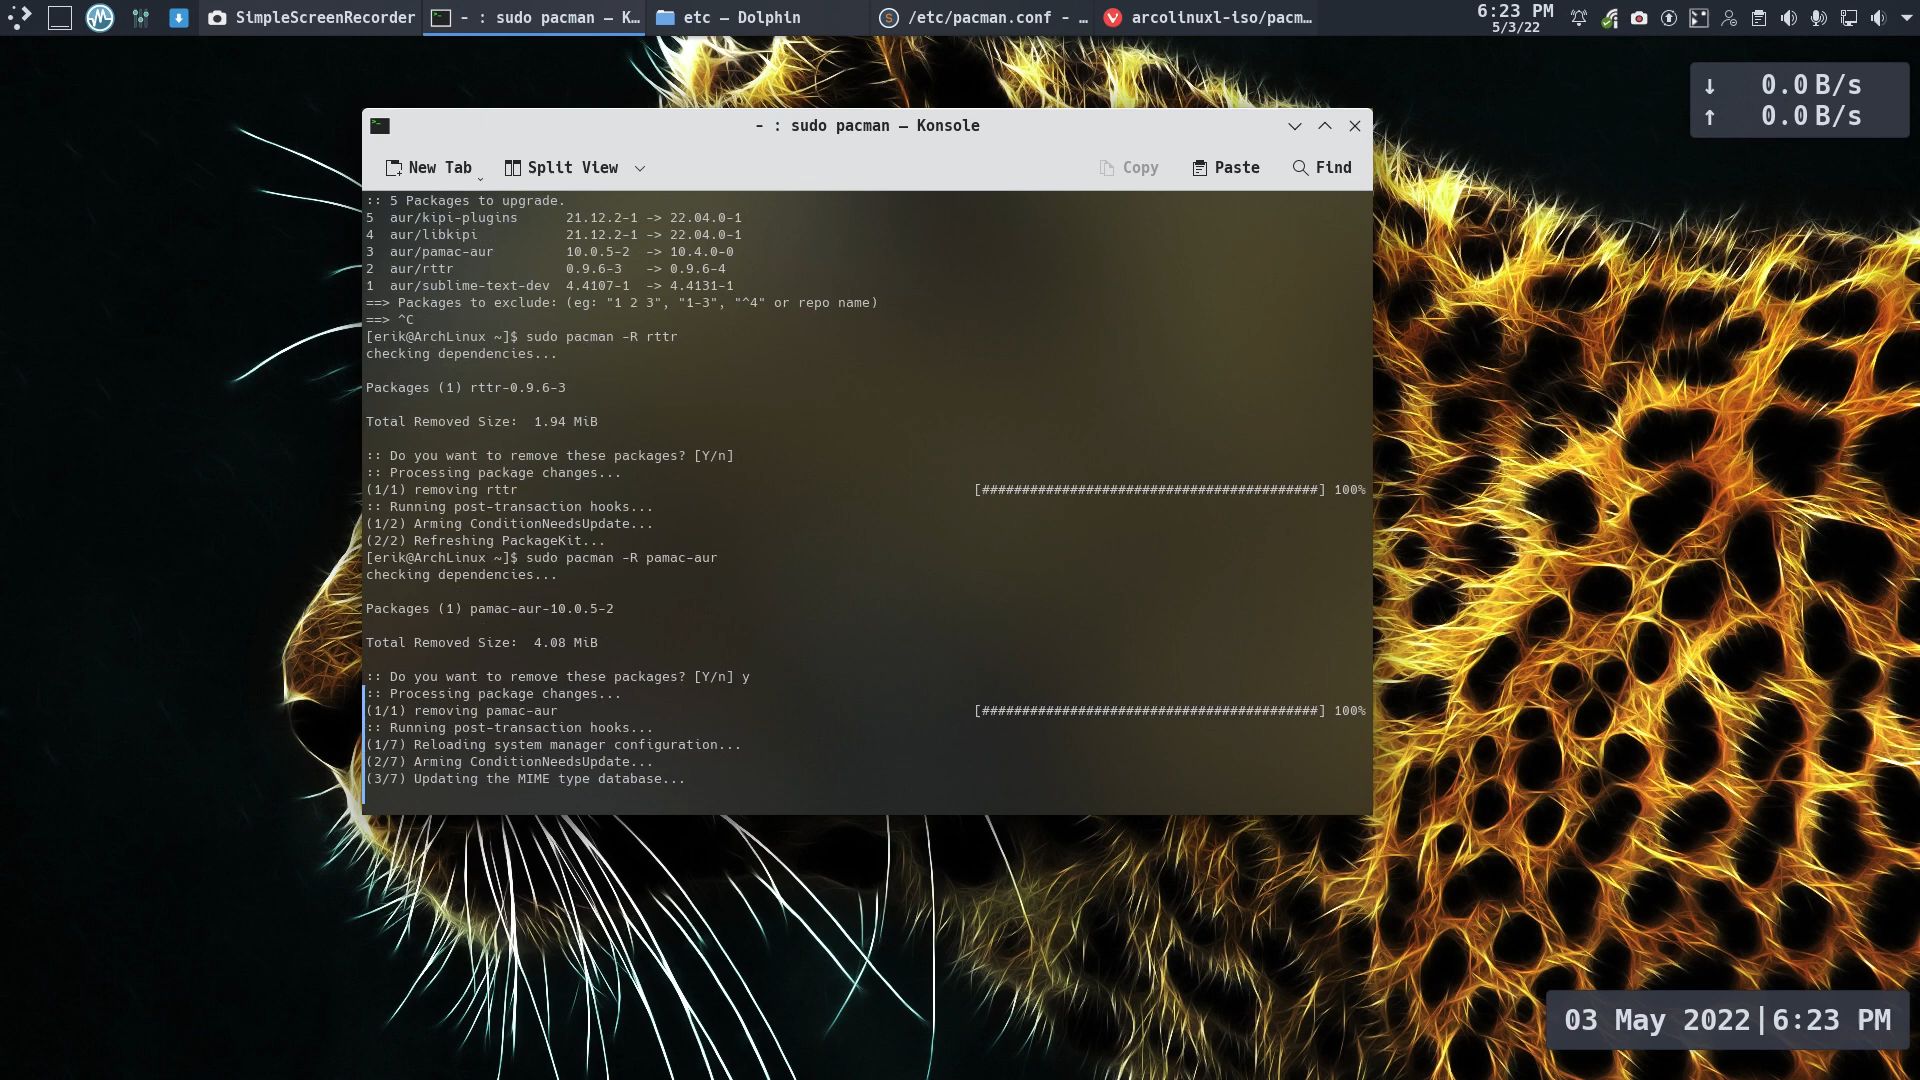 SimpleScreenRecorder
- : sudo pacman — K...
etc — Dolphin
/etc/pacman.conf - ...
arcolinuxl-iso/pacm...
6:23 PM
5/3/22
↓ 0.0 B/s
↑ 0.0 B/s
- : sudo pacman — Konsole
New Tab
Split View
Copy
Paste
Find
:: 5 Packages to upgrade.
5  aur/kipi-plugins      21.12.2-1 -> 22.04.0-1
4  aur/libkipi           21.12.2-1 -> 22.04.0-1
3  aur/pamac-aur         10.0.5-2  -> 10.4.0-0
2  aur/rttr              0.9.6-3   -> 0.9.6-4
1  aur/sublime-text-dev  4.4107-1  -> 4.4131-1
==> Packages to exclude: (eg: "1 2 3", "1-3", "^4" or repo name)
==> ^C
[erik@ArchLinux ~]$ sudo pacman -R rttr
checking dependencies...
Packages (1) rttr-0.9.6-3
Total Removed Size:  1.94 MiB
:: Do you want to remove these packages? [Y/n]
:: Processing package changes...
(1/1) removing rttr [##########################################] 100%
:: Running post-transaction hooks...
(1/2) Arming ConditionNeedsUpdate...
(2/2) Refreshing PackageKit...
[erik@ArchLinux ~]$ sudo pacman -R pamac-aur
checking dependencies...
Packages (1) pamac-aur-10.0.5-2
Total Removed Size:  4.08 MiB
:: Do you want to remove these packages? [Y/n] y
:: Processing package changes...
(1/1) removing pamac-aur [##########################################] 100%
:: Running post-transaction hooks...
(1/7) Reloading system manager configuration...
(2/7) Arming ConditionNeedsUpdate...
(3/7) Updating the MIME type database...
03 May 2022|6:23 PM